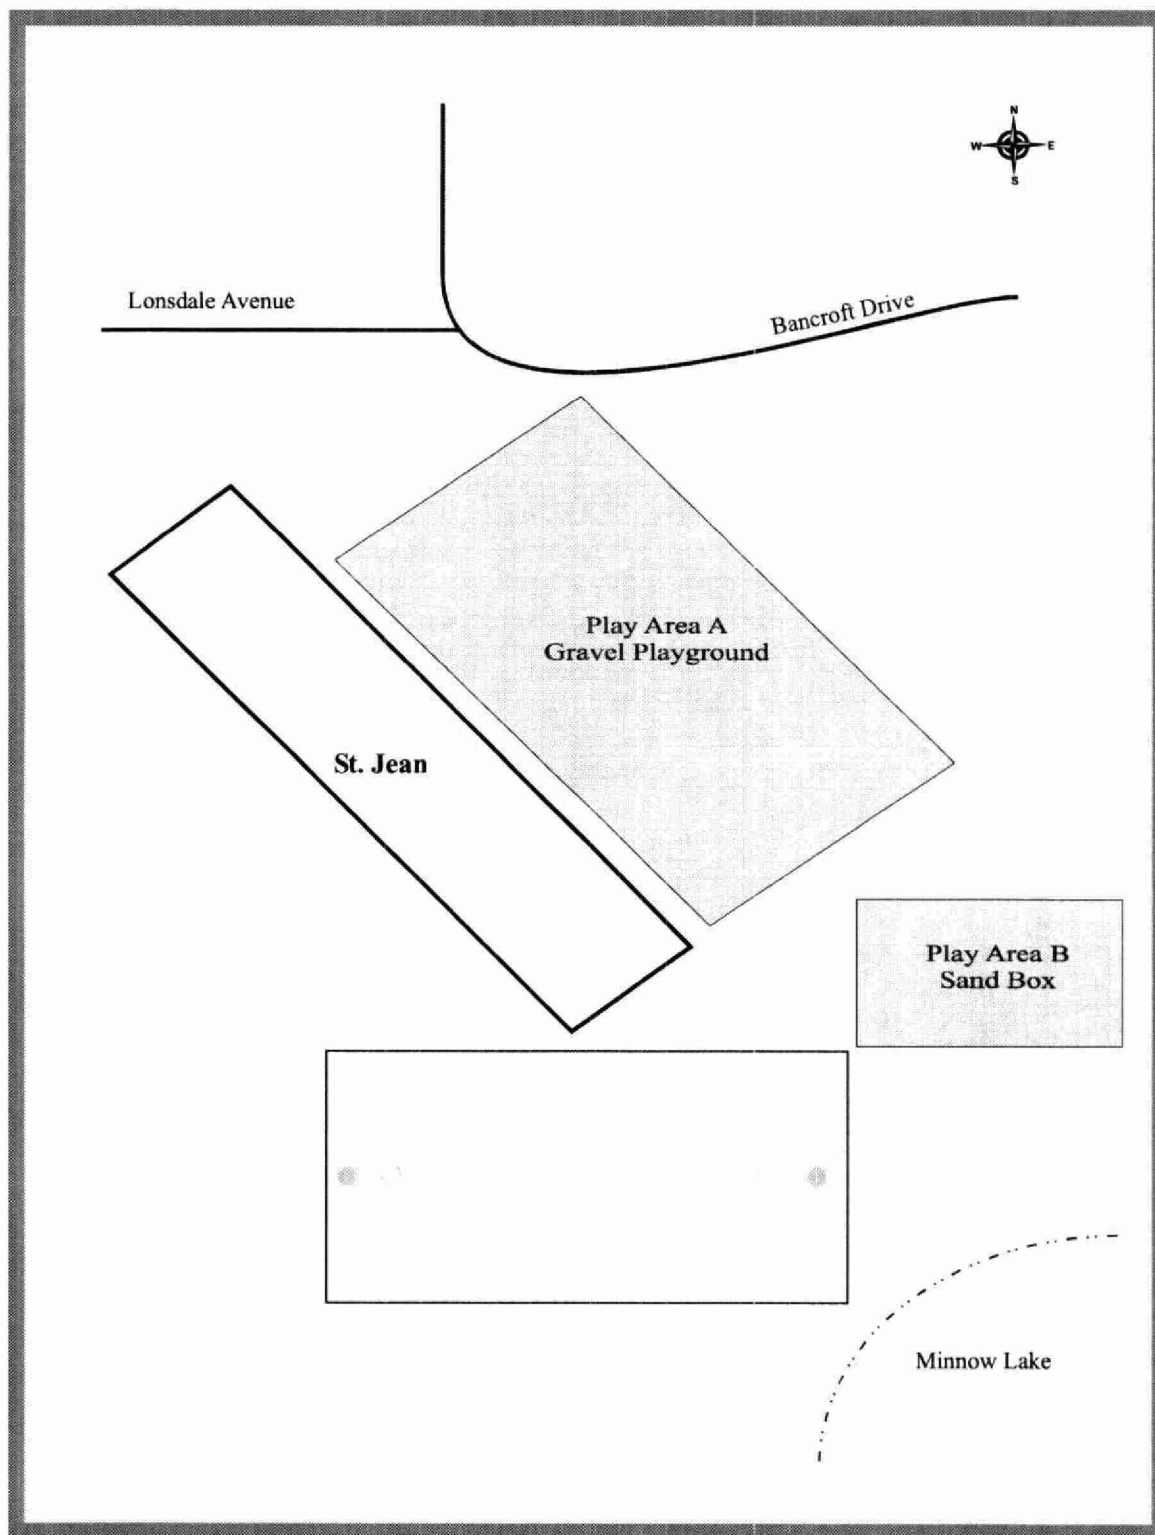 N
W E
S
Lonsdale Avenue
Bancroft Drive
Play Area A
Gravel Playground
St. Jean
Play Area B
Sand Box
Minnow Lake